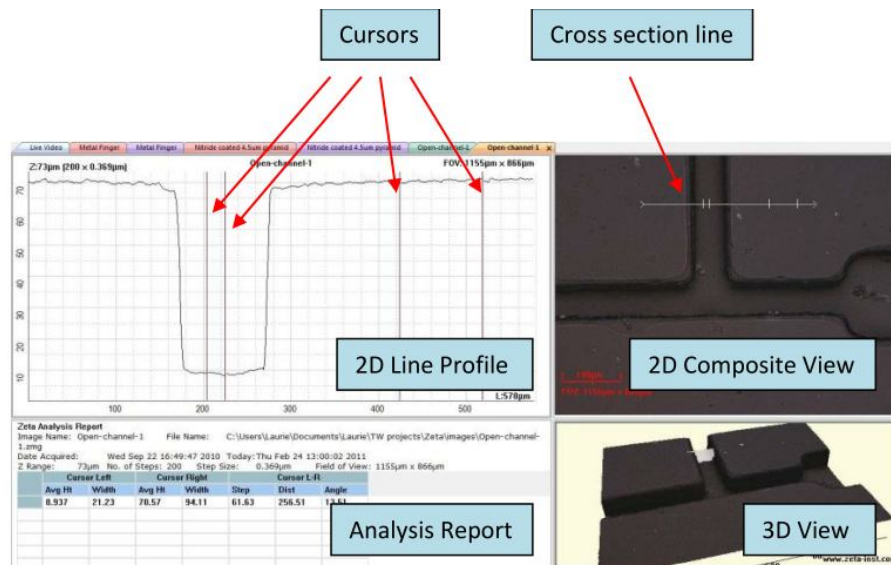 Cursors
Cross section line
Live Video Metal Finger Metal Finger Nitride coated 4.5um pyramid Nitride coated 4.5um pyramid Open-channel-1 Open-channel-1 x
Z:73µm (200 × 0.369µm) Open-channel-1 FOV: 1155µm × 866µm
70
60
50
40
30
20
10
2D Line Profile
L:578µm
100 200 300 400 500
2D Composite View
Zeta Analysis Report
Image Name: Open-channel-1 File Name: C:\Users\Laurie\Documents\Laurie\TW projects\Zeta\images\Open-channel-
1.zmg
Date Acquired: Wed Sep 22 16:49:47 2010 Today:Thu Feb 24 13:00:02 2011
Z Range: 73µm No. of Steps: 200 Step Size: 0.369µm Field of View: 1155µm x 866µm
Cursor Left Cursor Right Cursor L-R
Avg Ht Width Avg Ht Width Step Dist Angle
8.937 21.23 70.57 94.11 61.63 256.51 13.51
Analysis Report
3D View
www.zeta-inst.co